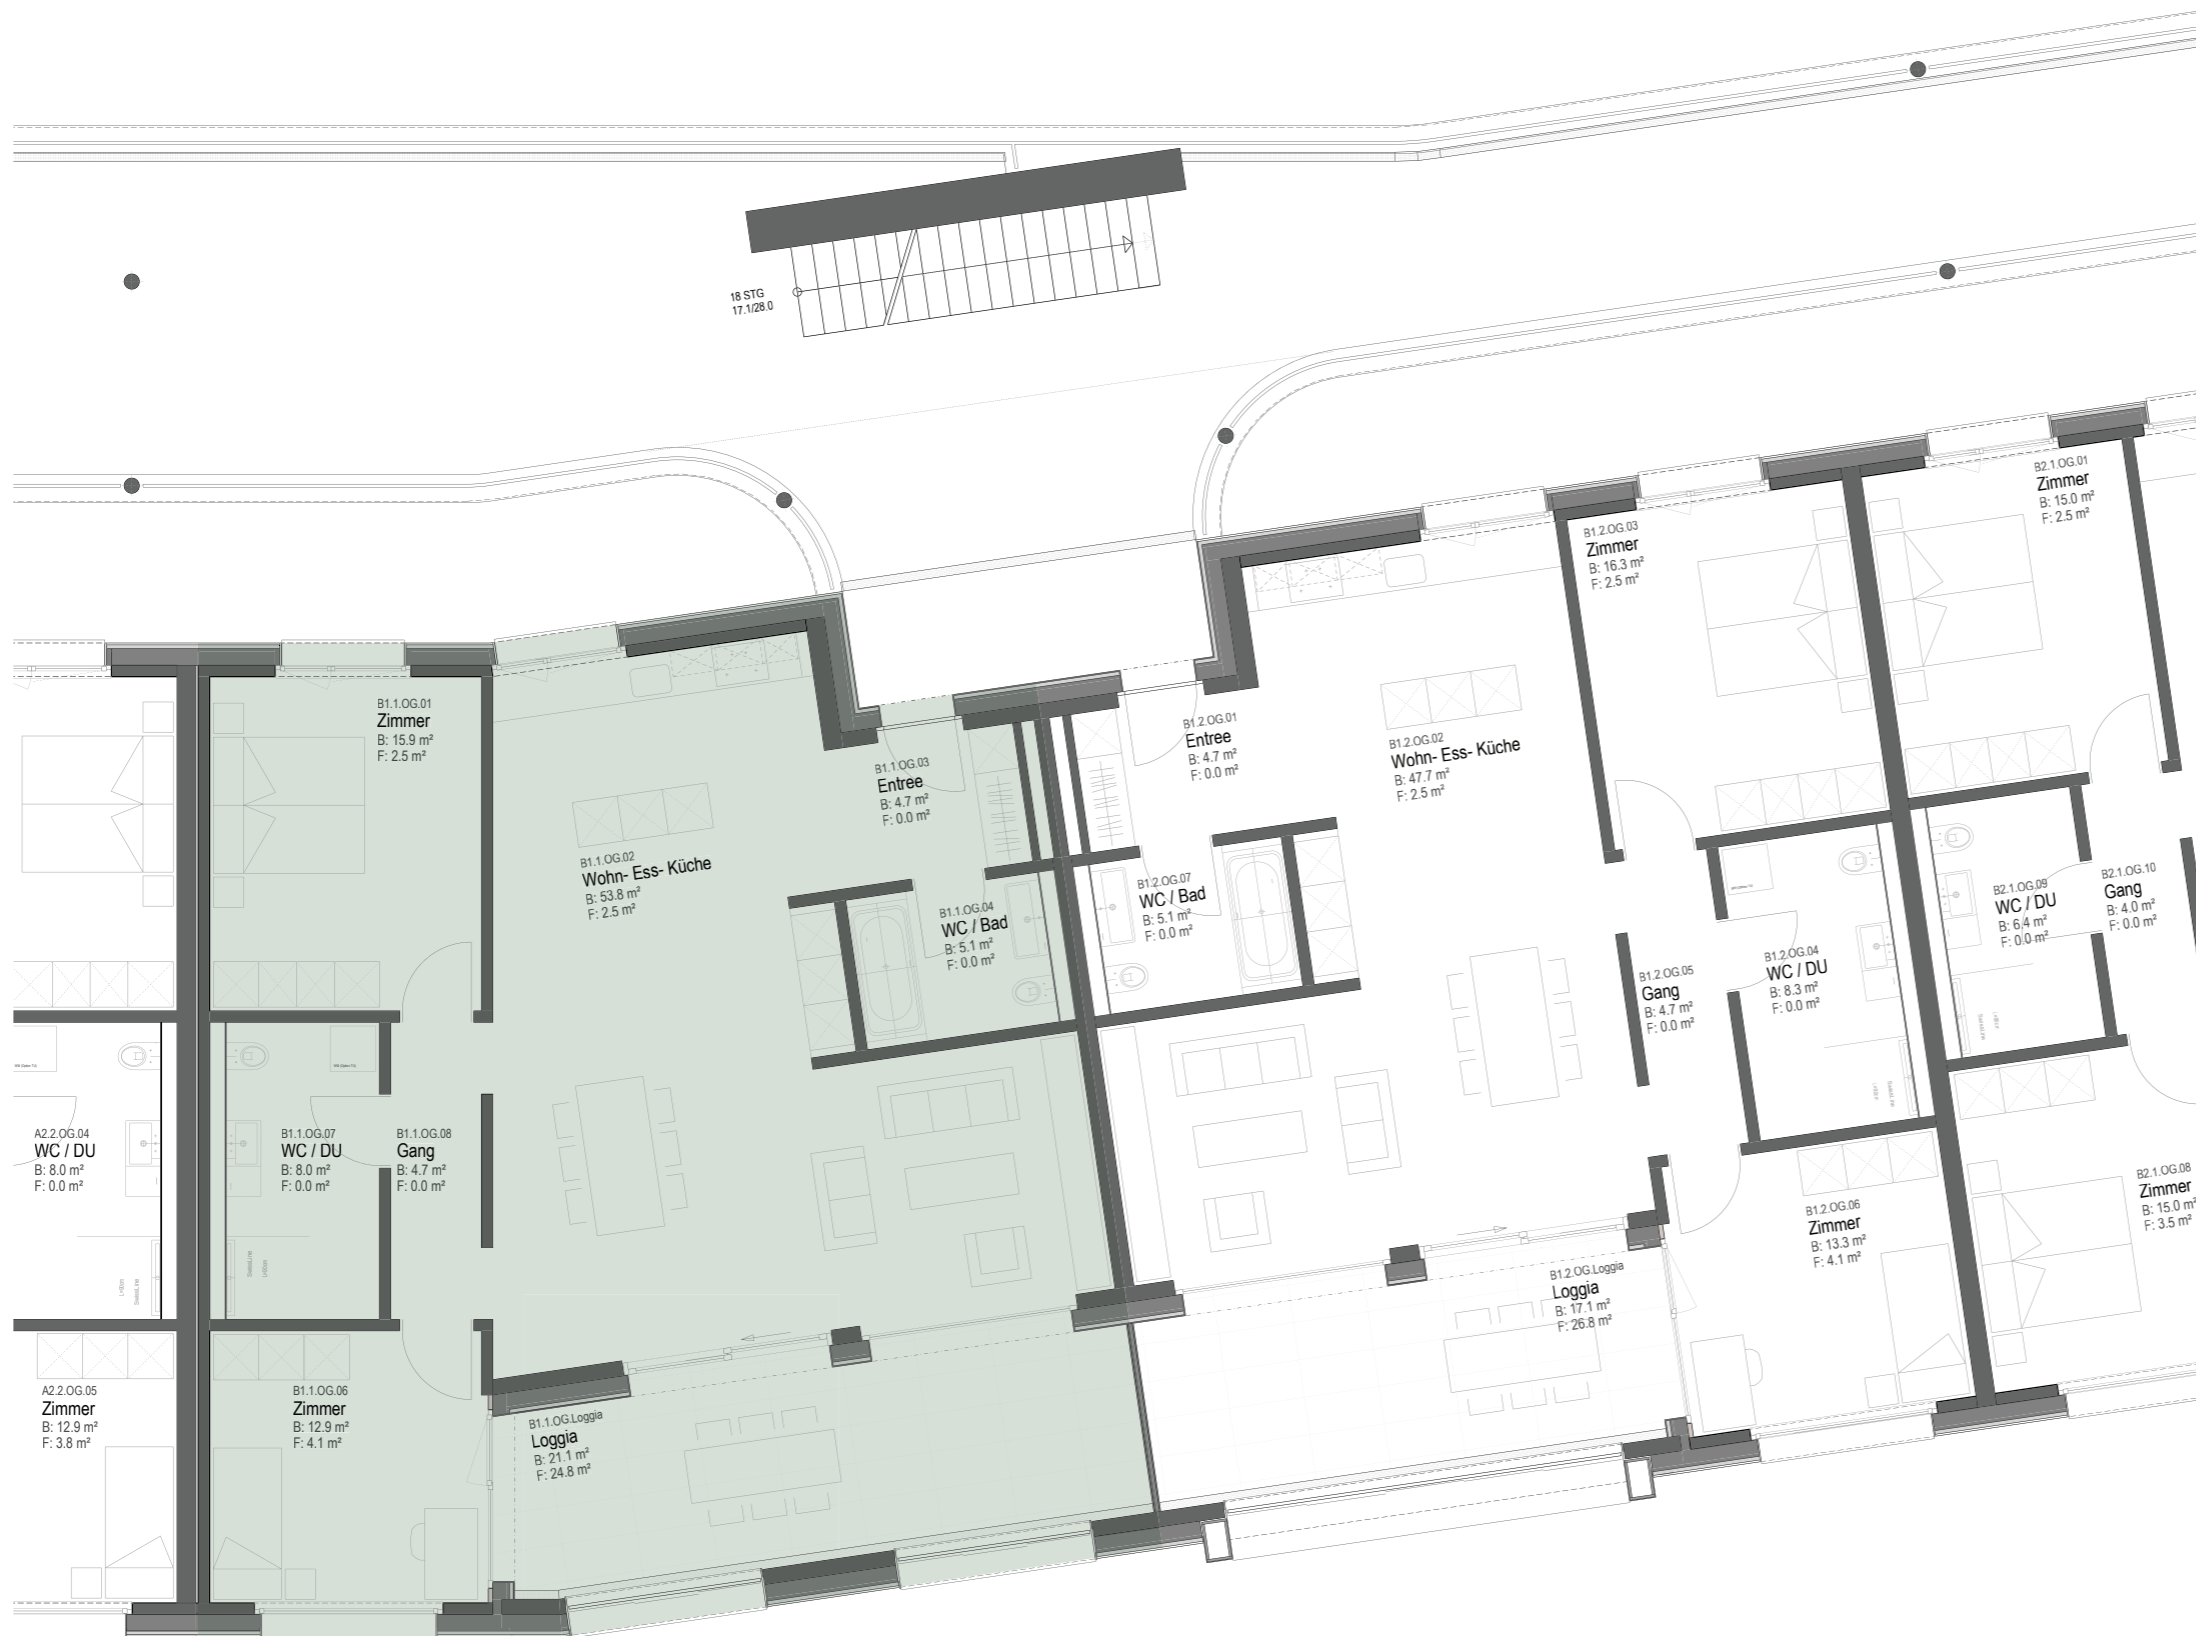 18 STG
17.1/28.0
B2.1.OG.01
Zimmer
B: 15.0 m²
F: 2.5 m²
B1.2.OG.03
Zimmer
B: 16.3 m²
F: 2.5 m²
B1.1.OG.01
Zimmer
B: 15.9 m²
F: 2.5 m²
B1.2.OG.01
Entree
B: 4.7 m²
F: 0.0 m²
B1.2.OG.02
Wohn- Ess- Küche
B: 47.7 m²
F: 2.5 m²
B1.1.OG.03
Entree
B: 4.7 m²
F: 0.0 m²
B1.1.OG.02
Wohn- Ess- Küche
B: 53.8 m²
F: 2.5 m²
B1.1.OG.04
WC / Bad
B: 5.1 m²
F: 0.0 m²
B1.2.OG.07
WC / Bad
B: 5.1 m²
F: 0.0 m²
B2.1.OG.09
WC / DU
B: 6.4 m²
F: 0.0 m²
B2.1.OG.10
Gang
B: 4.0 m²
F: 0.0 m²
B1.2.OG.04
WC / DU
B: 8.3 m²
F: 0.0 m²
B1.2.OG.05
Gang
B: 4.7 m²
F: 0.0 m²
A2.2.OG.04
WC / DU
B: 8.0 m²
F: 0.0 m²
B1.1.OG.07
WC / DU
B: 8.0 m²
F: 0.0 m²
B1.1.OG.08
Gang
B: 4.7 m²
F: 0.0 m²
B2.1.OG.08
Zimmer
B: 15.0 m²
F: 3.5 m²
B1.2.OG.06
Zimmer
B: 13.3 m²
F: 4.1 m²
B1.2.OG.Loggia
Loggia
B: 17.1 m²
F: 26.8 m²
A2.2.OG.05
Zimmer
B: 12.9 m²
F: 3.8 m²
B1.1.OG.06
Zimmer
B: 12.9 m²
F: 4.1 m²
B1.1.OG.Loggia
Loggia
B: 21.1 m²
F: 24.8 m²